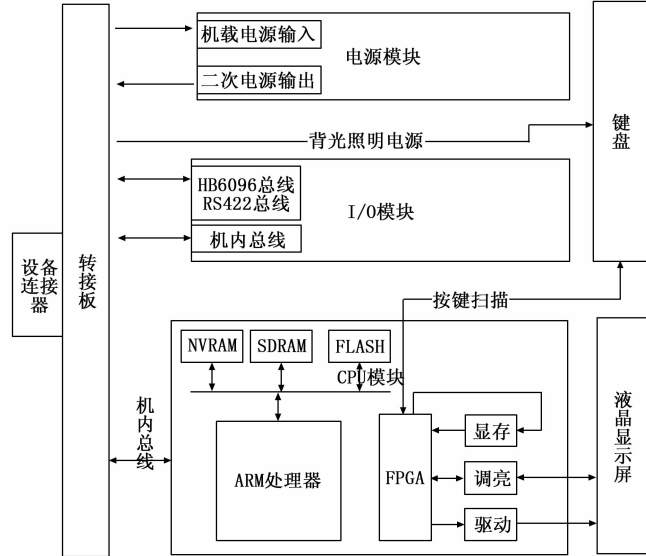 机载电源输入
电源模块
二次电源输出
键盘
背光照明电源
HB6096总线
RS422总线
I/O模块
机内总线
设备连接器
转接板
按键扫描
NVRAM
SDRAM
FLASH
CPU模块
机内总线
显存
ARM处理器
FPGA
调亮
驱动
液晶显示屏